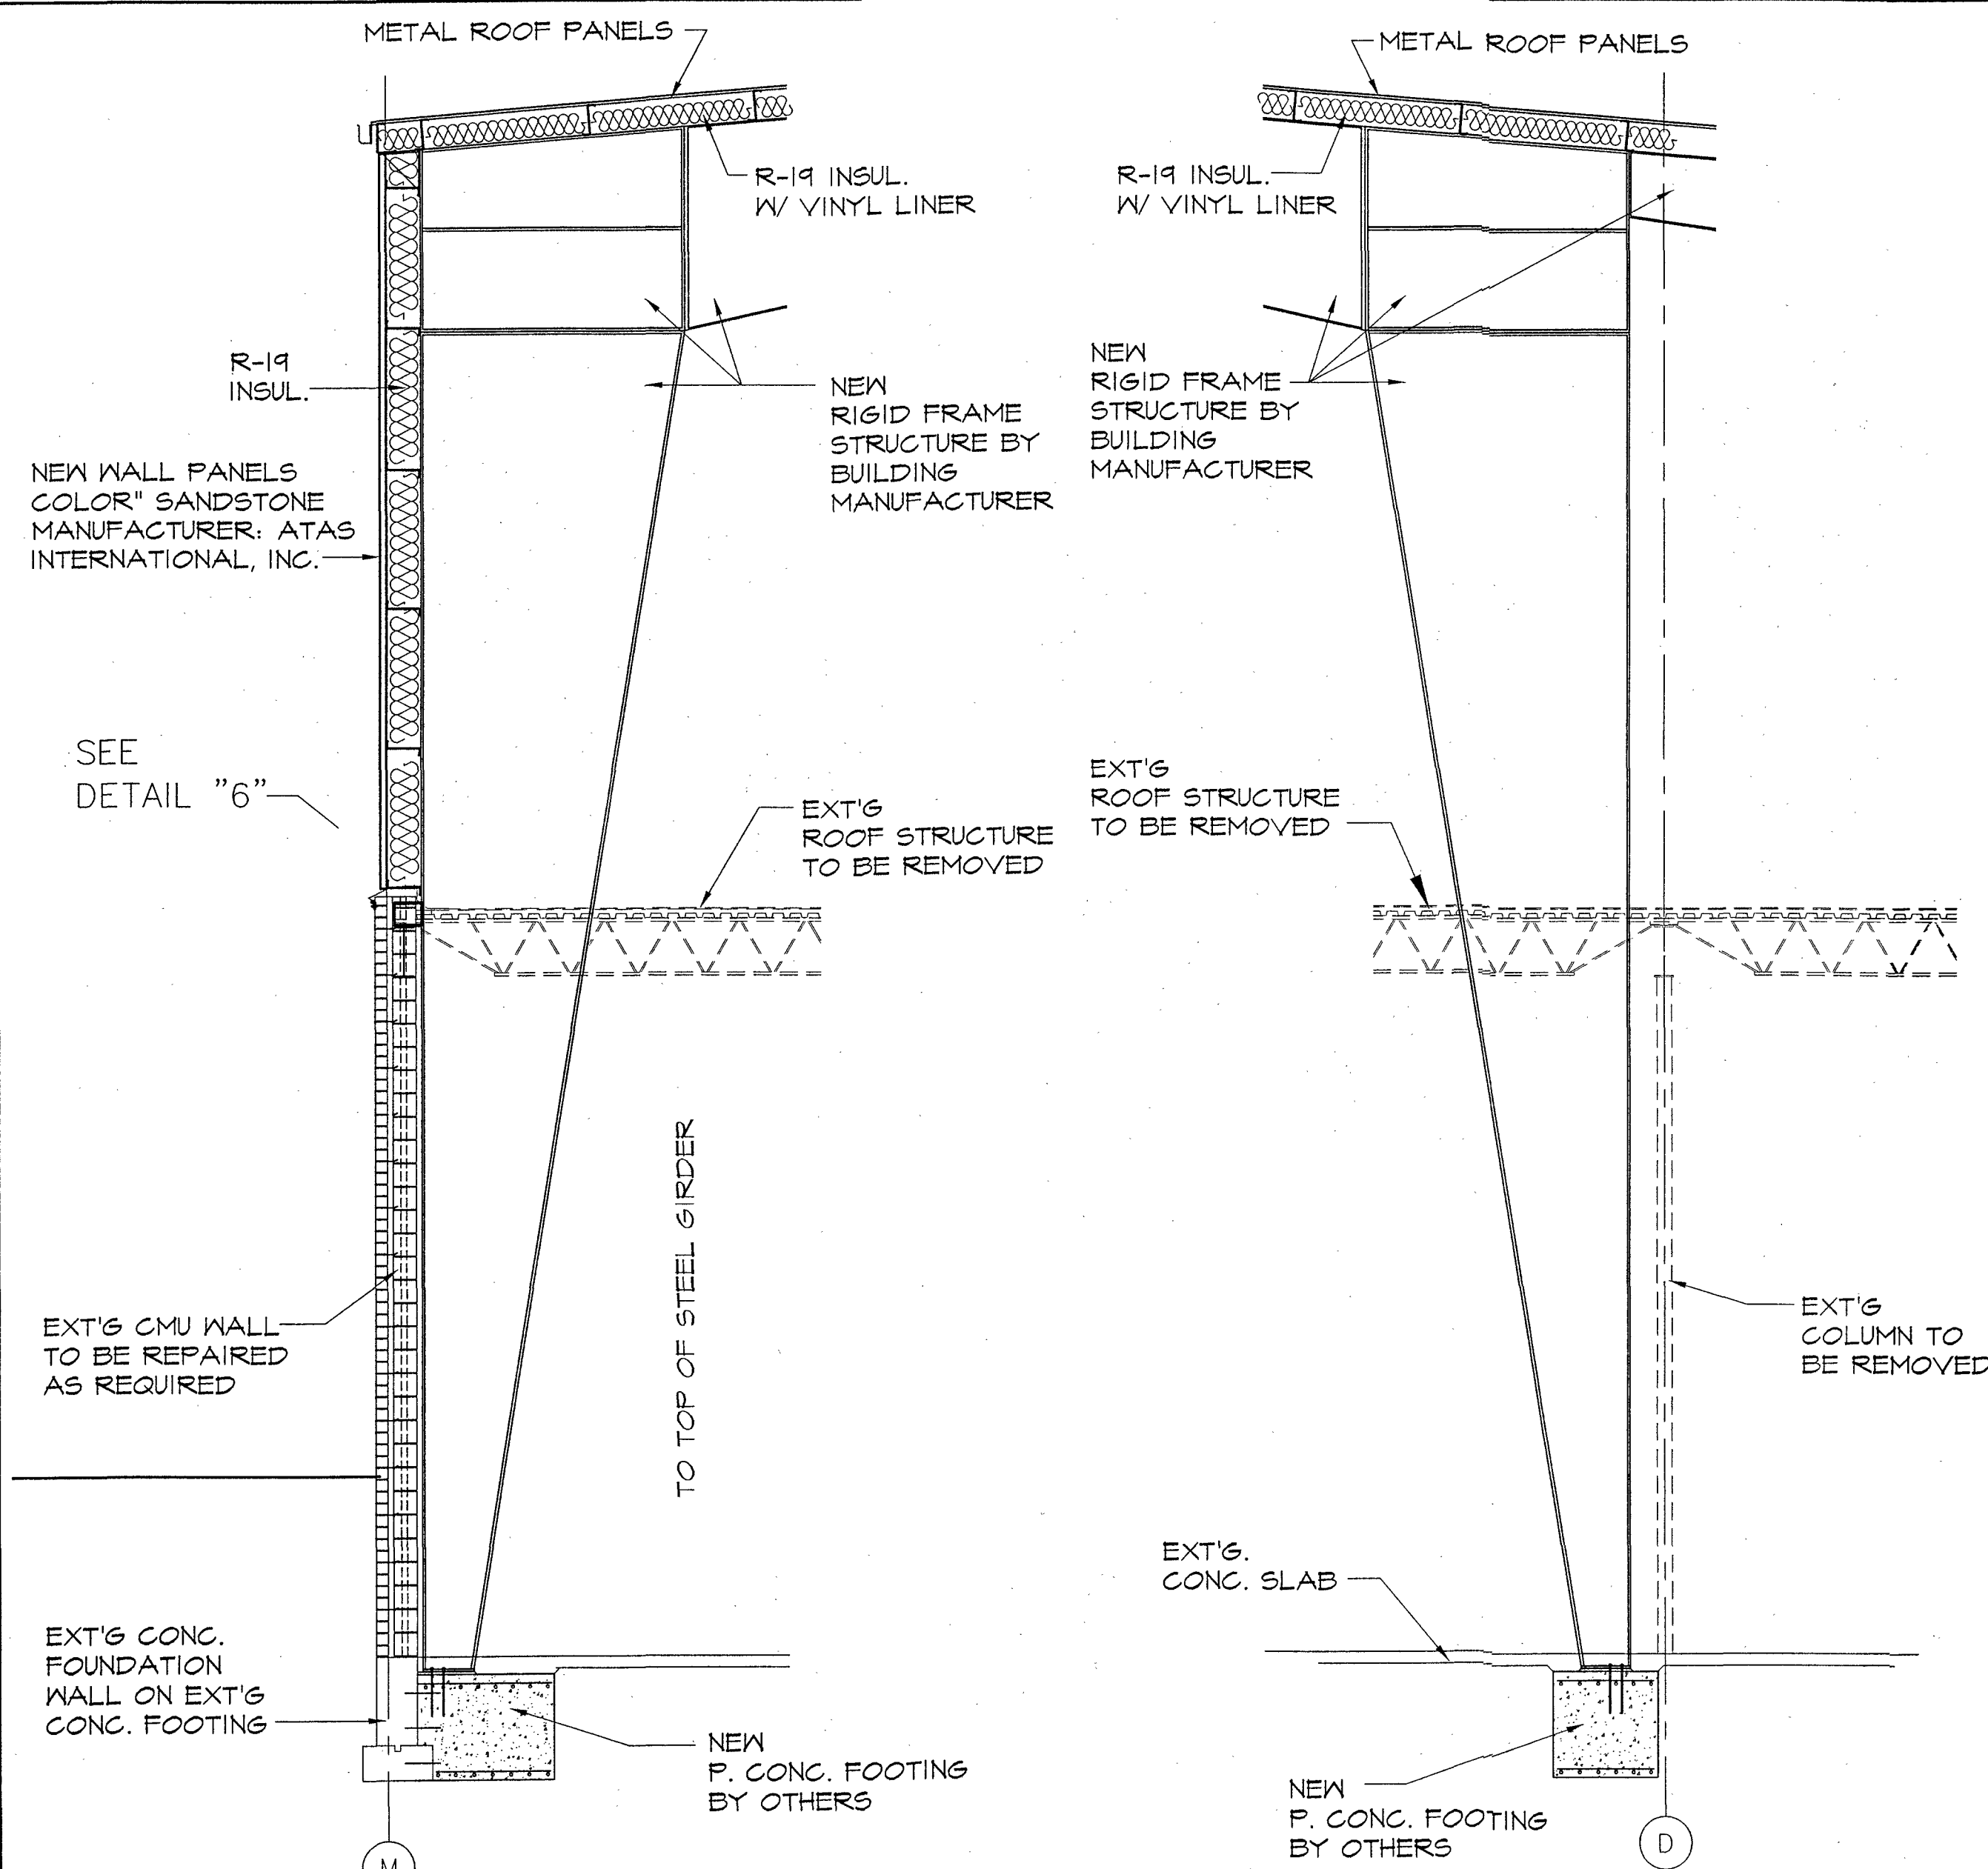 METAL ROOF PANELS
R-19 INSUL.
W/ VINYL LINER
R-19
INSUL.
NEW
RIGID FRAME
STRUCTURE BY
BUILDING
MANUFACTURER
NEW WALL PANELS
COLOR" SANDSTONE
MANUFACTURER: ATAS
INTERNATIONAL, INC.
SEE
DETAIL "6"
EXT'G
ROOF STRUCTURE
TO BE REMOVED
TO TOP OF STEEL GIRDER
EXT'G CMU WALL
TO BE REPAIRED
AS REQUIRED
EXT'G CONC.
FOUNDATION
WALL ON EXT'G
CONC. FOOTING
NEW
P. CONC. FOOTING
BY OTHERS
M
METAL ROOF PANELS
R-19 INSUL.
W/ VINYL LINER
NEW
RIGID FRAME
STRUCTURE BY
BUILDING
MANUFACTURER
EXT'G
ROOF STRUCTURE
TO BE REMOVED
EXT'G
COLUMN TO
BE REMOVED
EXT'G.
CONC. SLAB
NEW
P. CONC. FOOTING
BY OTHERS
D